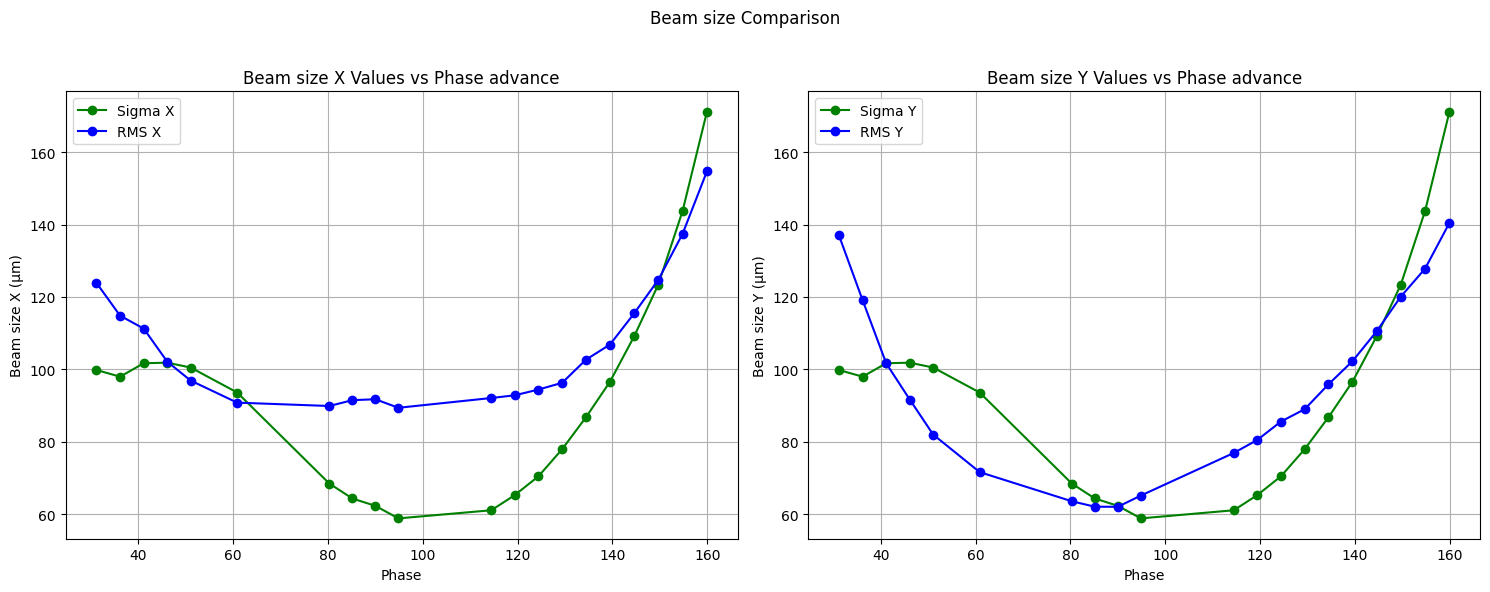 Beam size Comparison
Beam size X Values vs Phase advance
Sigma X
RMS X
160
140
120
100
80
60
Beam size X (μm)
40 60 80 100 120 140 160
Phase
Beam size Y Values vs Phase advance
Sigma Y
RMS Y
160
140
120
100
80
60
Beam size Y (μm)
40 60 80 100 120 140 160
Phase